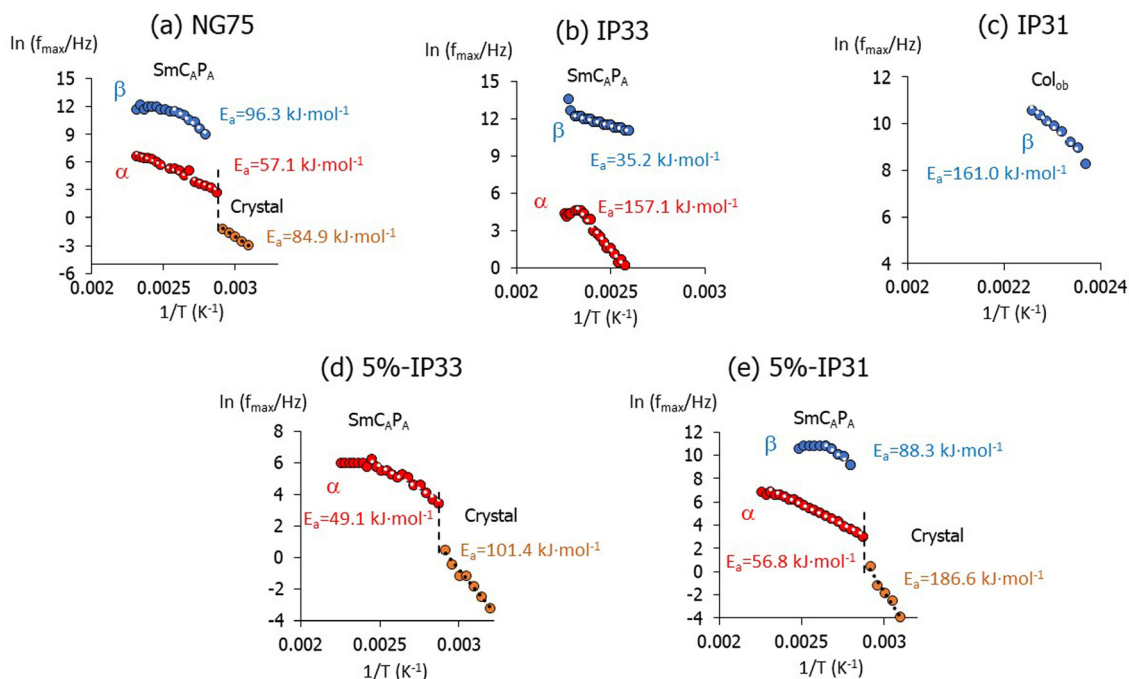 (a) NG75
ln (fmax/Hz)
SmCAPA
15
12
9
6
3
0
-3
-6
β
Ea=96.3 kJ·mol-1
Ea=57.1 kJ·mol-1
α
Crystal
Ea=84.9 kJ·mol-1
0.002 0.0025 0.003
1/T (K-1)
(b) IP33
ln (fmax/Hz)
SmCAPA
15
12
9
6
3
0
β
Ea=35.2 kJ·mol-1
α
Ea=157.1 kJ·mol-1
0.002 0.0025 0.003
1/T (K-1)
(c) IP31
ln (fmax/Hz)
12
10
8
6
4
Colob
β
Ea=161.0 kJ·mol-1
0.002 0.0022 0.0024
1/T (K-1)
(d) 5%-IP33
ln (fmax/Hz)
SmCAPA
8
6
4
2
0
-2
-4
α
Ea=49.1 kJ·mol-1
Crystal
Ea=101.4 kJ·mol-1
0.002 0.0025 0.003
1/T (K-1)
(e) 5%-IP31
ln (fmax/Hz)
SmCAPA
12
10
8
6
4
2
0
-2
-4
β
Ea=88.3 kJ·mol-1
α
Ea=56.8 kJ·mol-1
Crystal
Ea=186.6 kJ·mol-1
0.002 0.0025 0.003
1/T (K-1)